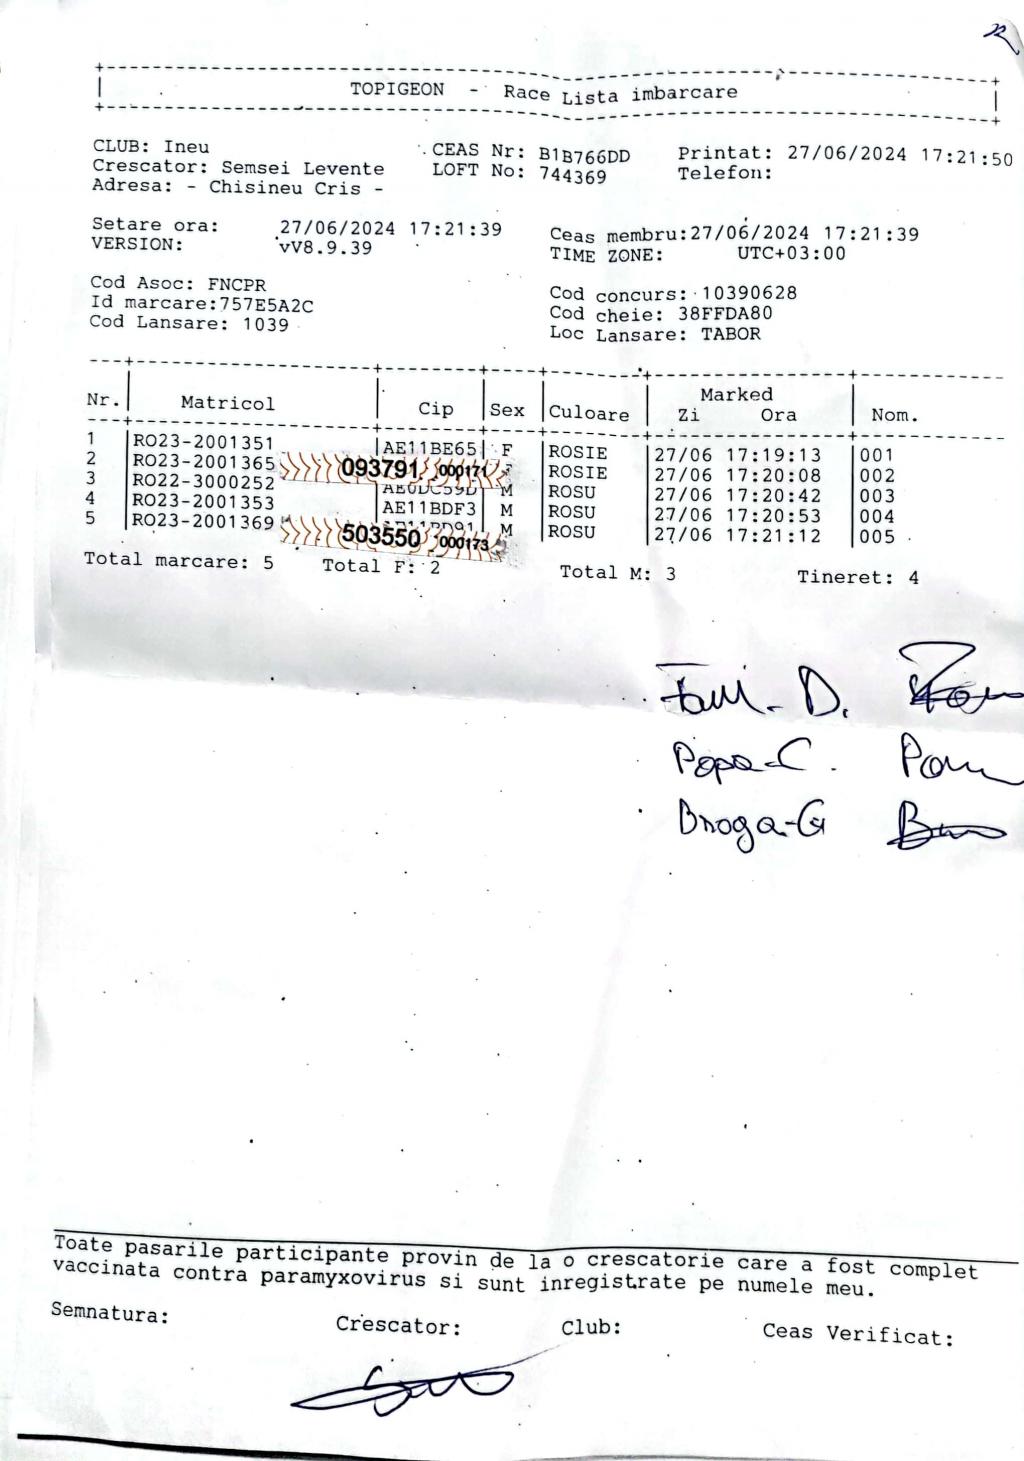 TOPIGEON - Race Lista imbarcare
CLUB: Ineu CEAS Nr: B1B766DD Printat: 27/06/2024 17:21:50
Crescator: Semsei Levente LOFT No: 744369 Telefon:
Adresa: - Chisineu Cris -
Setare ora: 27/06/2024 17:21:39 Ceas membru:27/06/2024 17:21:39
VERSION: vV8.9.39 TIME ZONE: UTC+03:00
Cod Asoc: FNCPR Cod concurs: 10390628
Id marcare:757E5A2C Cod cheie: 38FFDA80
Cod Lansare: 1039 Loc Lansare: TABOR
Marked
Nr. Matricol Cip Sex Culoare Zi Ora Nom.
1 RO23-2001351 AE11BE65 F ROSIE 27/06 17:19:13 001
2 RO23-2001365 093791 000171 ROSIE 27/06 17:20:08 002
3 RO22-3000252 AE0DC59D M ROSU 27/06 17:20:42 003
4 RO23-2001353 AE11BDF3 M ROSU 27/06 17:20:53 004
5 RO23-2001369 M ROSU 27/06 17:21:12 005
503550 000173
Total marcare: 5 Total F: 2 Total M: 3 Tineret: 4
D.
Popa-C.
Broga-G
Toate pasarile participante provin de la o crescatorie care a fost complet
vaccinata contra paramyxovirus si sunt inregistrate pe numele meu.
Semnatura: Crescator: Club: Ceas Verificat: